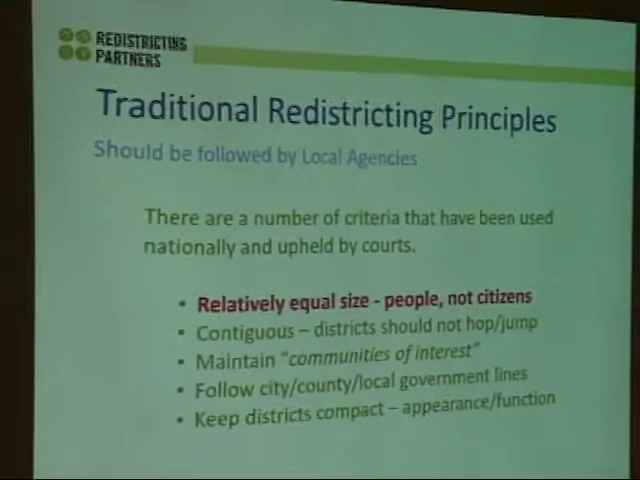 REDISTRICTING
PARTNERS
Traditional Redistricting Principles
Should be followed by Local Agencies
There are a number of criteria that have been used
nationally and upheld by courts.
• Relatively equal size - people, not citizens
• Contiguous – districts should not hop/jump
• Maintain "communities of interest"
• Follow city/county/local government lines
• Keep districts compact – appearance/function